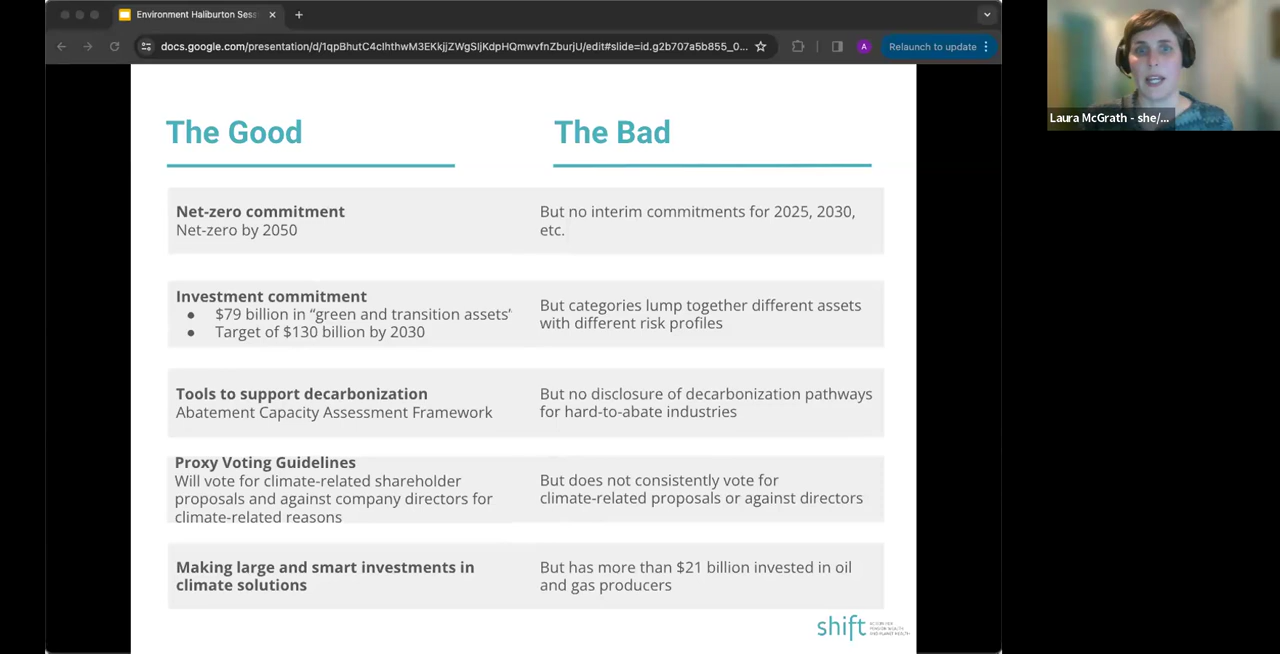 Environment Haliburton Sess
docs.google.com/presentation/d/1qpBhutC4cIhthwM3EKkjjZWgSljKdpHQmwvfnZburjU/edit#slide=id.g2b707a5b855_0...
A
Relaunch to update
Laura McGrath - she/...
The Good
The Bad
Net-zero commitment
Net-zero by 2050
But no interim commitments for 2025, 2030,
etc.
Investment commitment
● $79 billion in “green and transition assets’
● Target of $130 billion by 2030
But categories lump together different assets
with different risk profiles
Tools to support decarbonization
Abatement Capacity Assessment Framework
But no disclosure of decarbonization pathways
for hard-to-abate industries
Proxy Voting Guidelines
Will vote for climate-related shareholder
proposals and against company directors for
climate-related reasons
But does not consistently vote for
climate-related proposals or against directors
Making large and smart investments in
climate solutions
But has more than $21 billion invested in oil
and gas producers
shift